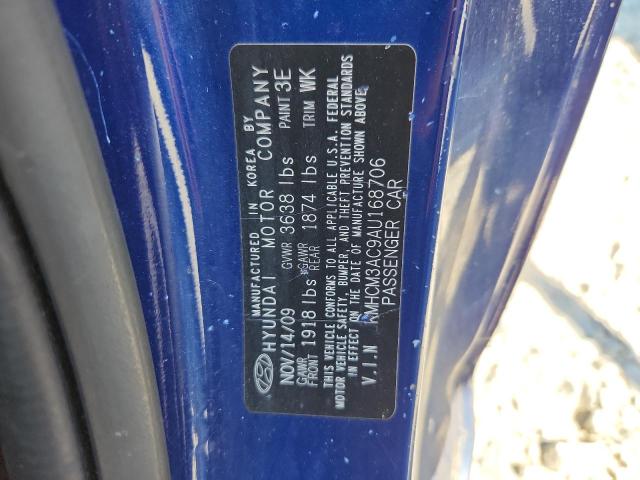 MANUFACTURED IN KOREA BY
HYUNDAI MOTOR COMPANY
NOV/14/09 GVWR 3638 lbs PAINT 3E
GAWR FRONT 1918 lbs GAWR REAR 1874 lbs TRIM WK
THIS VEHICLE CONFORMS TO ALL APPLICABLE U.S.A. FEDERAL
MOTOR VEHICLE SAFETY, BUMPER, AND THEFT PREVENTION STANDARDS
IN EFFECT ON THE DATE OF MANUFACTURE SHOWN ABOVE.
V.I.N KMHCM3AC9AU168706
PASSENGER CAR